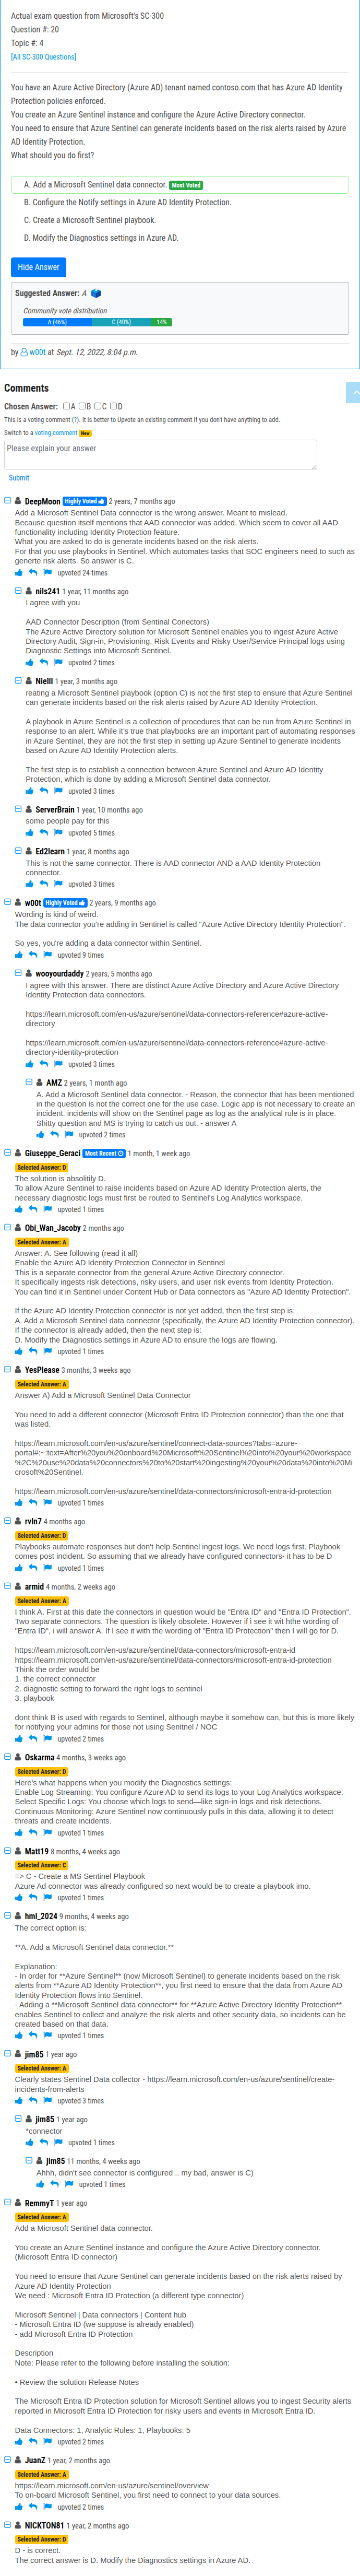 Actual exam question from Microsoft's SC-300
Question #: 20
Topic #: 4
[All SC-300 Questions]
You have an Azure Active Directory (Azure AD) tenant named contoso.com that has Azure AD Identity
Protection policies enforced.
You create an Azure Sentinel instance and configure the Azure Active Directory connector.
You need to ensure that Azure Sentinel can generate incidents based on the risk alerts raised by Azure
AD Identity Protection.
What should you do first?
A. Add a Microsoft Sentinel data connector. Most Voted
B. Configure the Notify settings in Azure AD Identity Protection.
C. Create a Microsoft Sentinel playbook.
D. Modify the Diagnostics settings in Azure AD.
Hide Answer
Suggested Answer: A
Community vote distribution
A (46%) C (40%) 14%
by w00t at Sept. 12, 2022, 8:04 p.m.
Comments
Chosen Answer: A B C D
This is a voting comment (?). It is better to Upvote an existing comment if you don't have anything to add.
Switch to a voting comment New
Please explain your answer
Submit
DeepMoon Highly Voted 2 years, 7 months ago
Add a Microsoft Sentinel Data connector is the wrong answer. Meant to mislead.
Because question itself mentions that AAD connector was added. Which seem to cover all AAD
functionality including Identity Protection feature.
What you are asked to do is generate incidents based on the risk alerts.
For that you use playbooks in Sentinel. Which automates tasks that SOC engineers need to such as
generte risk alerts. So answer is C.
upvoted 24 times
nils241 1 year, 11 months ago
I agree with you
AAD Connector Description (from Sentinal Conectors)
The Azure Active Directory solution for Microsoft Sentinel enables you to ingest Azure Active
Directory Audit, Sign-in, Provisioning, Risk Events and Risky User/Service Principal logs using
Diagnostic Settings into Microsoft Sentinel.
upvoted 2 times
Nielll 1 year, 3 months ago
reating a Microsoft Sentinel playbook (option C) is not the first step to ensure that Azure Sentinel
can generate incidents based on the risk alerts raised by Azure AD Identity Protection.
A playbook in Azure Sentinel is a collection of procedures that can be run from Azure Sentinel in
response to an alert. While it's true that playbooks are an important part of automating responses
in Azure Sentinel, they are not the first step in setting up Azure Sentinel to generate incidents
based on Azure AD Identity Protection alerts.
The first step is to establish a connection between Azure Sentinel and Azure AD Identity
Protection, which is done by adding a Microsoft Sentinel data connector.
upvoted 3 times
ServerBrain 1 year, 10 months ago
some people pay for this
upvoted 5 times
Ed2learn 1 year, 8 months ago
This is not the same connector. There is AAD connector AND a AAD Identity Protection
connector.
upvoted 3 times
w00t Highly Voted 2 years, 9 months ago
Wording is kind of weird.
The data connector you're adding in Sentinel is called "Azure Active Directory Identity Protection".
So yes, you're adding a data connector within Sentinel.
upvoted 9 times
wooyourdaddy 2 years, 5 months ago
I agree with this answer. There are distinct Azure Active Directory and Azure Active Directory
Identity Protection data connectors.
https://learn.microsoft.com/en-us/azure/sentinel/data-connectors-reference#azure-active-
directory
https://learn.microsoft.com/en-us/azure/sentinel/data-connectors-reference#azure-active-
directory-identity-protection
upvoted 3 times
AMZ 2 years, 1 month ago
A. Add a Microsoft Sentinel data connector. - Reason, the connector that has been mentioned
in the question is not the correct one for the use case. Logic app is not necessary to create an
incident. incidents will show on the Sentinel page as log as the analytical rule is in place.
Shitty question and MS is trying to catch us out. - answer A
upvoted 2 times
Giuseppe_Geraci Most Recent 1 month, 1 week ago
Selected Answer: D
The solution is absolitily D.
To allow Azure Sentinel to raise incidents based on Azure AD Identity Protection alerts, the
necessary diagnostic logs must first be routed to Sentinel's Log Analytics workspace.
upvoted 1 times
Obi_Wan_Jacoby 2 months ago
Selected Answer: A
Answer: A. See following (read it all)
Enable the Azure AD Identity Protection Connector in Sentinel
This is a separate connector from the general Azure Active Directory connector.
It specifically ingests risk detections, risky users, and user risk events from Identity Protection.
You can find it in Sentinel under Content Hub or Data connectors as "Azure AD Identity Protection".
If the Azure AD Identity Protection connector is not yet added, then the first step is:
A. Add a Microsoft Sentinel data connector (specifically, the Azure AD Identity Protection connector).
If the connector is already added, then the next step is:
D. Modify the Diagnostics settings in Azure AD to ensure the logs are flowing.
upvoted 1 times
YesPlease 3 months, 3 weeks ago
Selected Answer: A
Answer A) Add a Microsoft Sentinel Data Connector
You need to add a different connector (Microsoft Entra ID Protection connector) than the one that
was listed.
https://learn.microsoft.com/en-us/azure/sentinel/connect-data-sources?tabs=azure-
portal#:~:text=After%20you%20onboard%20Microsoft%20Sentinel%20into%20your%20workspace
%2C%20use%20data%20connectors%20to%20start%20ingesting%20your%20data%20into%20Mi
crosoft%20Sentinel.
https://learn.microsoft.com/en-us/azure/sentinel/data-connectors/microsoft-entra-id-protection
upvoted 1 times
rvln7 4 months ago
Selected Answer: D
Playbooks automate responses but don't help Sentinel ingest logs. We need logs first. Playbook
comes post incident. So assuming that we already have configured connectors- it has to be D
upvoted 1 times
armid 4 months, 2 weeks ago
Selected Answer: A
I think A. First at this date the connectors in question would be "Entra ID" and "Entra ID Protection".
Two separate connectors. The question is likely obsolete. However if i see it wit hthe wording of
"Entra ID", i will answer A. If I see it with the wording of "Entra ID Protection" then I will go for D.
https://learn.microsoft.com/en-us/azure/sentinel/data-connectors/microsoft-entra-id
https://learn.microsoft.com/en-us/azure/sentinel/data-connectors/microsoft-entra-id-protection
Think the order would be
1. the correct connector
2. diagnostic setting to forward the right logs to sentinel
3. playbook
dont think B is used with regards to Sentinel, although maybe it somehow can, but this is more likely
for notifying your admins for those not using Senitnel / NOC
upvoted 2 times
Oskarma 4 months, 3 weeks ago
Selected Answer: D
Here's what happens when you modify the Diagnostics settings:
Enable Log Streaming: You configure Azure AD to send its logs to your Log Analytics workspace.
Select Specific Logs: You choose which logs to send—like sign-in logs and risk detections.
Continuous Monitoring: Azure Sentinel now continuously pulls in this data, allowing it to detect
threats and create incidents.
upvoted 1 times
Matt19 8 months, 4 weeks ago
Selected Answer: C
=> C - Create a MS Sentinel Playbook
Azure Ad connector was already configured so next would be to create a playbook imo.
upvoted 1 times
hml_2024 9 months, 4 weeks ago
The correct option is:
**A. Add a Microsoft Sentinel data connector.**
Explanation:
- In order for **Azure Sentinel** (now Microsoft Sentinel) to generate incidents based on the risk
alerts from **Azure AD Identity Protection**, you first need to ensure that the data from Azure AD
Identity Protection flows into Sentinel.
- Adding a **Microsoft Sentinel data connector** for **Azure Active Directory Identity Protection**
enables Sentinel to collect and analyze the risk alerts and other security data, so incidents can be
created based on that data.
upvoted 1 times
jim85 1 year ago
Selected Answer: A
Clearly states Sentinel Data collector - https://learn.microsoft.com/en-us/azure/sentinel/create-
incidents-from-alerts
upvoted 3 times
jim85 1 year ago
*connector
upvoted 1 times
jim85 11 months, 4 weeks ago
Ahhh, didn't see connector is configured .. my bad, answer is C)
upvoted 1 times
RemmyT 1 year ago
Selected Answer: A
Add a Microsoft Sentinel data connector.
You create an Azure Sentinel instance and configure the Azure Active Directory connector.
(Microsoft Entra ID connector)
You need to ensure that Azure Sentinel can generate incidents based on the risk alerts raised by
Azure AD Identity Protection
We need : Microsoft Entra ID Protection (a different type connector)
Microsoft Sentinel | Data connectors | Content hub
- Microsoft Entra ID (we suppose is already enabled)
- add Microsoft Entra ID Protection
Description
Note: Please refer to the following before installing the solution:
• Review the solution Release Notes
The Microsoft Entra ID Protection solution for Microsoft Sentinel allows you to ingest Security alerts
reported in Microsoft Entra ID Protection for risky users and events in Microsoft Entra ID.
Data Connectors: 1, Analytic Rules: 1, Playbooks: 5
upvoted 2 times
JuanZ 1 year, 2 months ago
Selected Answer: A
https://learn.microsoft.com/en-us/azure/sentinel/overview
To on-board Microsoft Sentinel, you first need to connect to your data sources.
upvoted 2 times
NICKTON81 1 year, 2 months ago
Selected Answer: D
D - is correct.
The correct answer is D. Modify the Diagnostics settings in Azure AD.